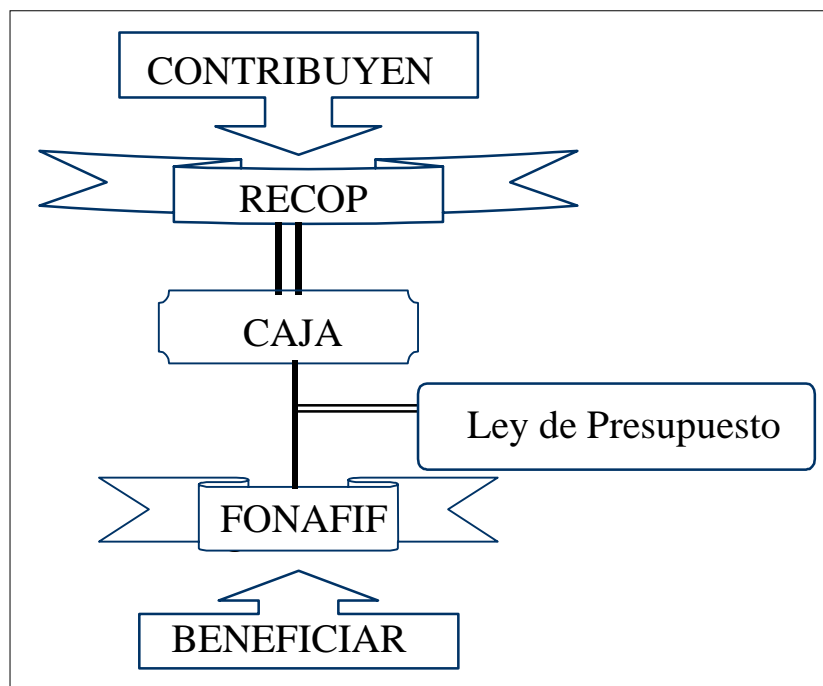 CONTRIBUYEN
RECOP
CAJA
Ley de Presupuesto
FONAFIF
BENEFICIAR